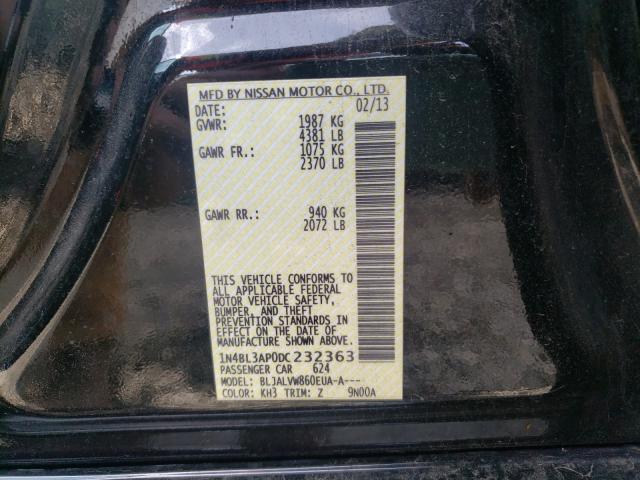 MFD BY NISSAN MOTOR CO., LTD.
DATE: 02/13
GVWR: 1987 KG
4381 LB
GAWR FR.: 1075 KG
2370 LB
GAWR RR.: 940 KG
2072 LB
THIS VEHICLE CONFORMS TO
ALL APPLICABLE FEDERAL
MOTOR VEHICLE SAFETY,
BUMPER, AND THEFT
PREVENTION STANDARDS IN
EFFECT ON THE DATE OF
MANUFACTURE SHOWN ABOVE.
1N4BL3AP0DC232363
PASSENGER CAR 624
MODEL: BLJALVW860EUA-A---
COLOR: KH3 TRIM: Z 9N00A